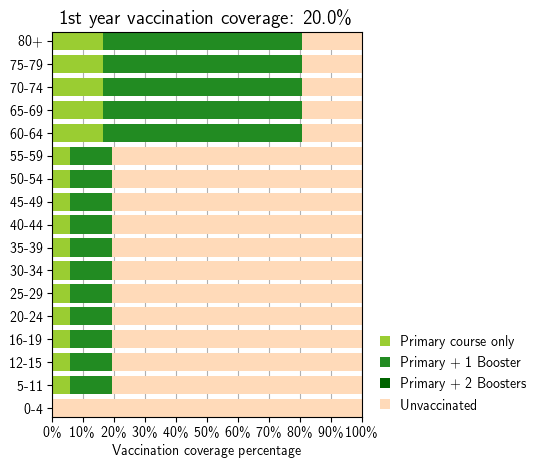 1st year vaccination coverage: 20.0%
80+
75-79
70-74
65-69
60-64
55-59
50-54
45-49
40-44
35-39
30-34
25-29
20-24
16-19
12-15
5-11
0-4
0% 10% 20% 30% 40% 50% 60% 70% 80% 90% 100%
Vaccination coverage percentage
Primary course only
Primary + 1 Booster
Primary + 2 Boosters
Unvaccinated